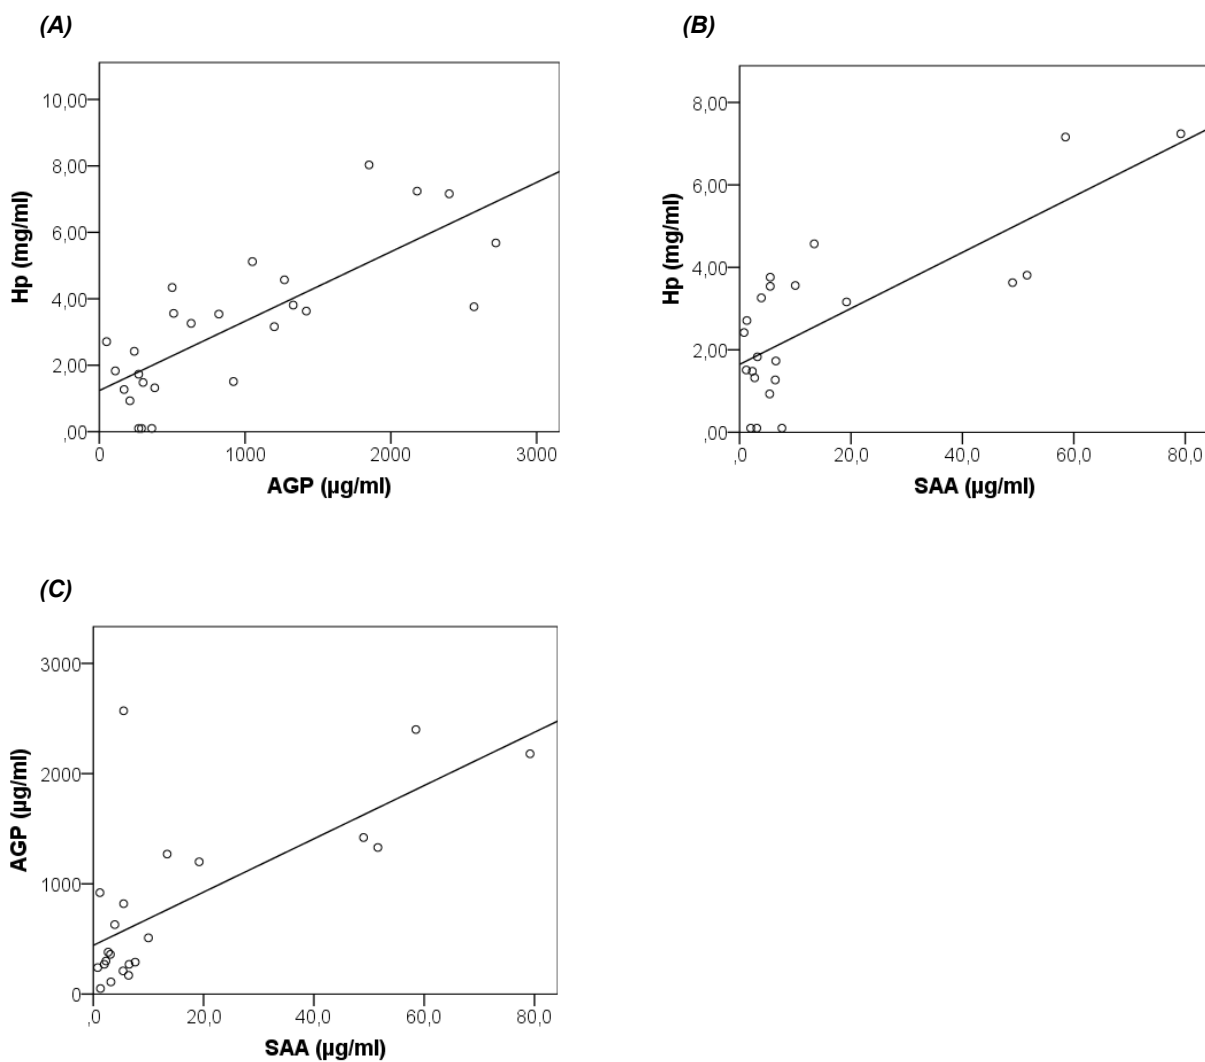 (A)
10,00
8,00
6,00
4,00
2,00
,00
Hp (mg/ml)
0 1000 2000 3000
AGP (µg/ml)
(B)
8,00
6,00
4,00
2,00
,00
Hp (mg/ml)
,0 20,0 40,0 60,0 80,0
SAA (µg/ml)
(C)
3000
2000
1000
0
AGP (µg/ml)
,0 20,0 40,0 60,0 80,0
SAA (µg/ml)